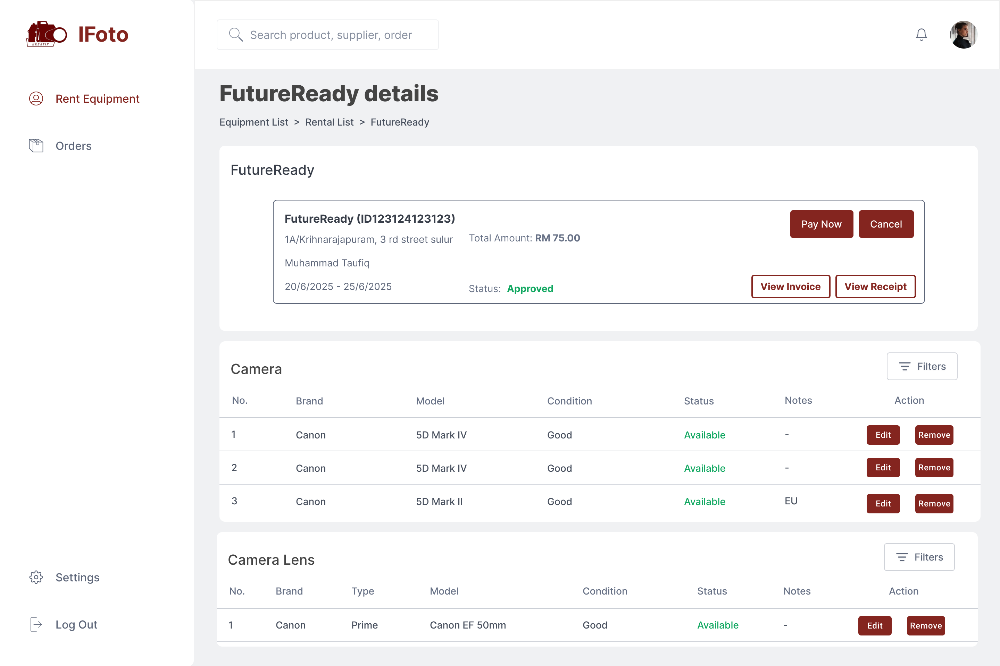 KREATIF
IFoto
Search product, supplier, order
Rent Equipment
Orders
Settings
Log Out
FutureReady details
Equipment List > Rental List > FutureReady
FutureReady
FutureReady (ID123124123123)
Pay Now Cancel
1A/Krihnarajapuram, 3 rd street sulur Total Amount: RM 75.00
Muhammad Taufiq
20/6/2025 - 25/6/2025 Status: Approved View Invoice View Receipt
Camera Filters
No. Brand Model Condition Status Notes Action
1 Canon 5D Mark IV Good Available - Edit Remove
2 Canon 5D Mark IV Good Available - Edit Remove
3 Canon 5D Mark II Good Available EU Edit Remove
Camera Lens Filters
No. Brand Type Model Condition Status Notes Action
1 Canon Prime Canon EF 50mm Good Available - Edit Remove